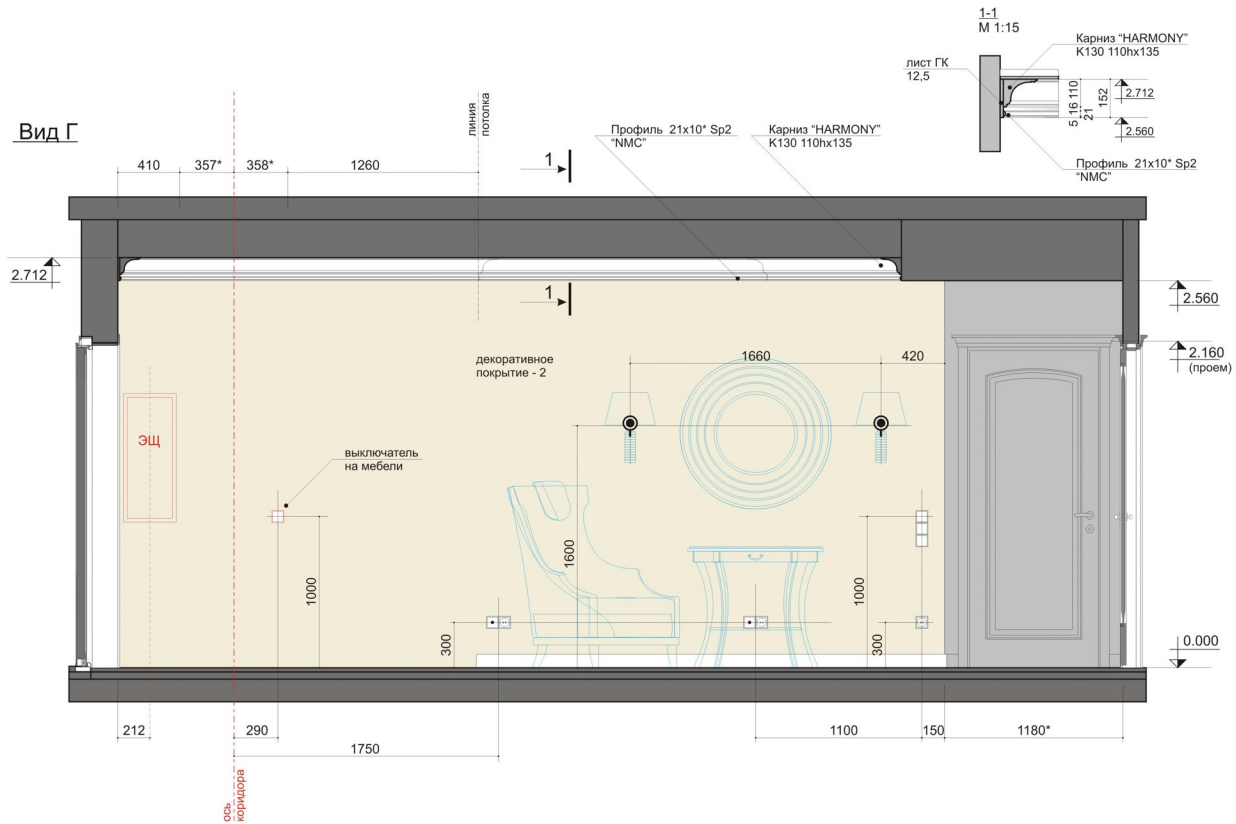 1-1
М 1:15
Карниз “HARMONY”
K130 110hx135
лист ГК
12,5
5 16 110
21
152
2.712
2.560
Профиль 21x10* Sp2
“NMC”
Вид Г
линия
потолка
Профиль 21x10* Sp2
“NMC”
Карниз “HARMONY”
K130 110hx135
410
357*
358*
1260
1
2.712
1
2.560
декоративное
покрытие - 2
1660
420
2.160
(проем)
ЭЩ
выключатель
на мебели
1000
1600
1000
300
300
0.000
212
290
1750
1100
150
1180*
ось
коридора